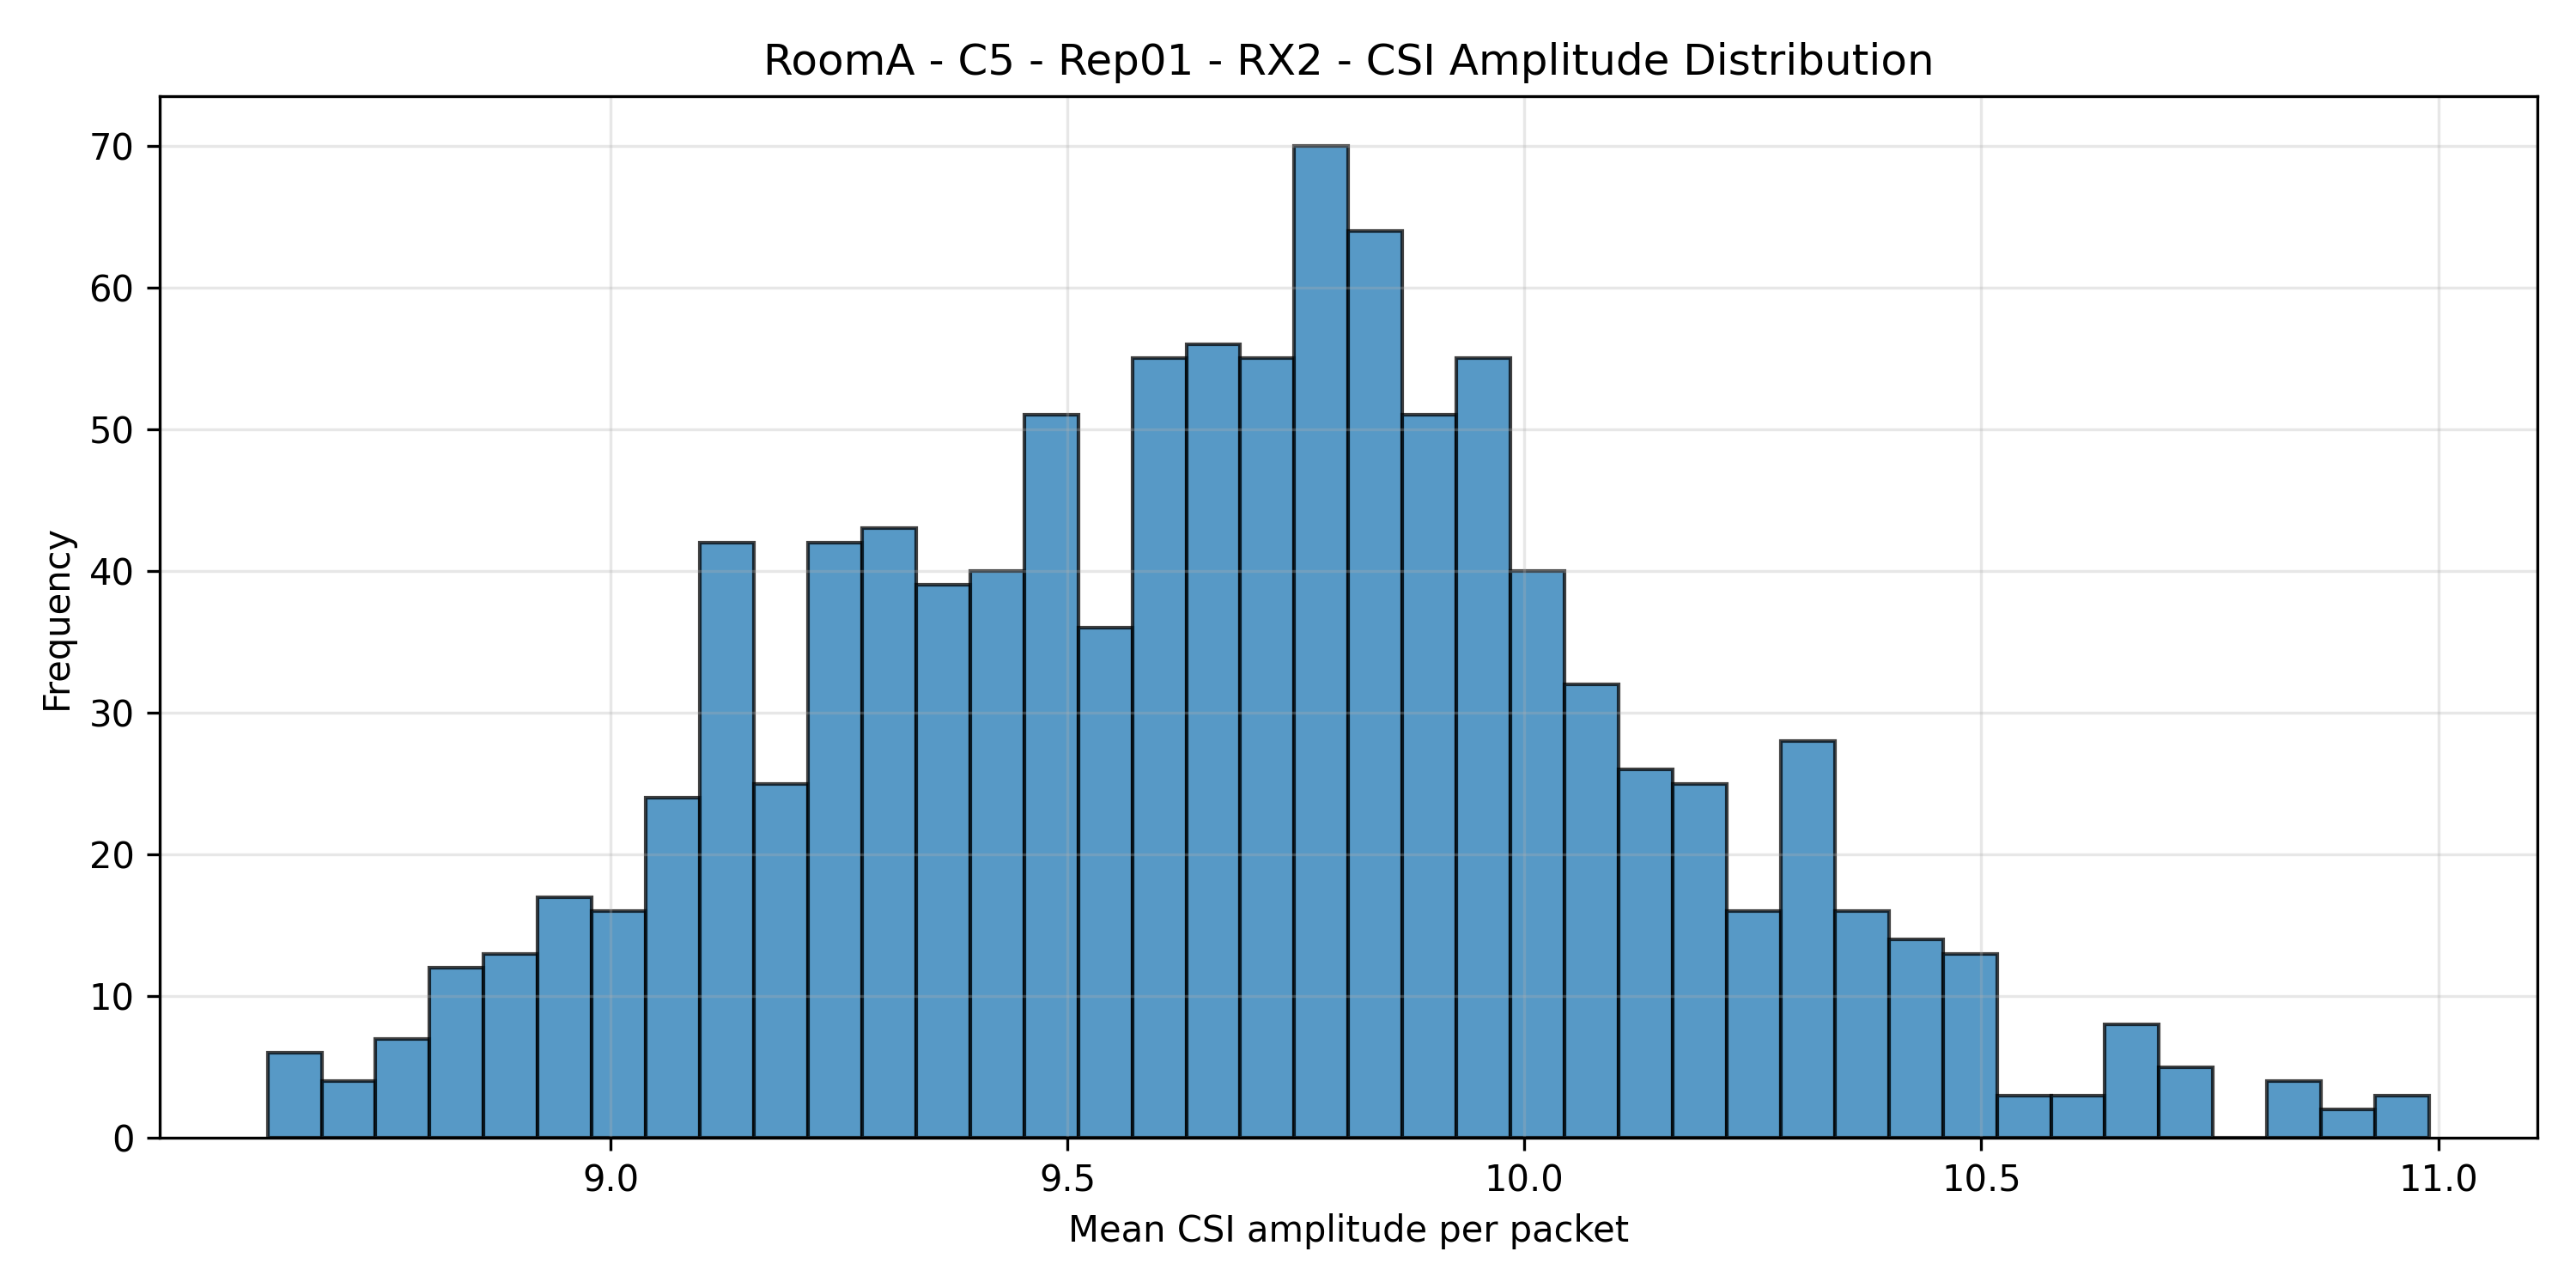 RoomA - C5 - Rep01 - RX2 - CSI Amplitude Distribution
70
60
50
40
30
20
10
0
Frequency
9.0 9.5 10.0 10.5 11.0
Mean CSI amplitude per packet